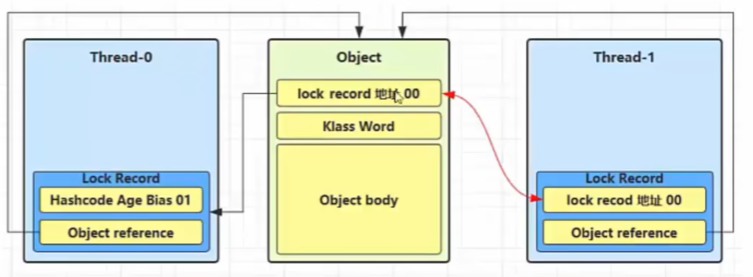 Thread-0
Lock Record
Hashcode Age Bias 01
Object reference
Object
lock record 地址 00
Klass Word
Object body
Thread-1
Lock Record
lock recod 地址 00
Object reference